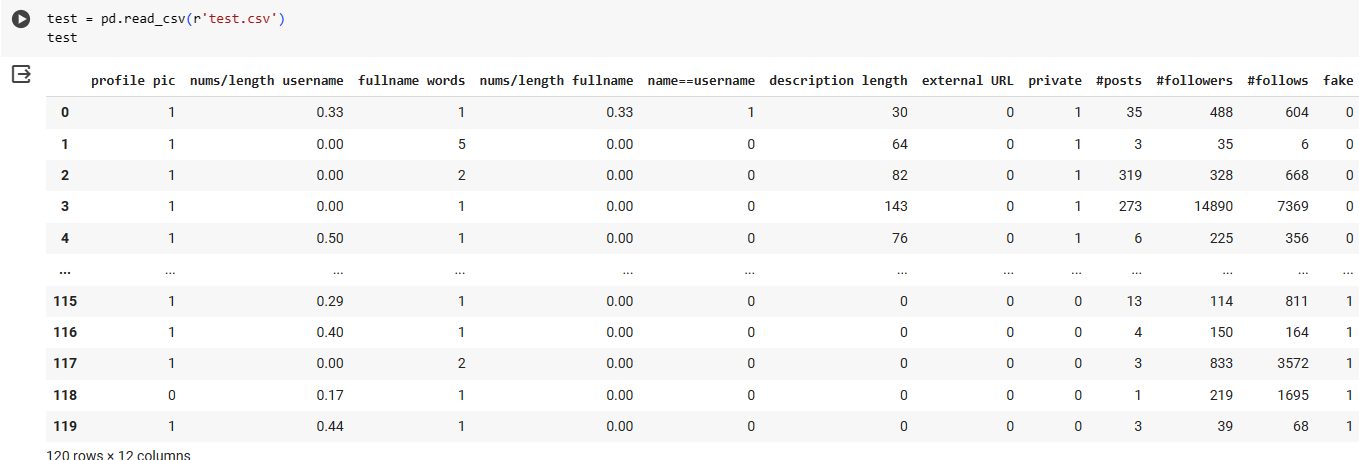 test = pd.read_csv(r'test.csv')
test
profile pic nums/length username fullname words nums/length fullname name==username description length external URL private #posts #followers #follows fake
0 1 0.33 1 0.33 1 30 0 1 35 488 604 0
1 1 0.00 5 0.00 0 64 0 1 3 35 6 0
2 1 0.00 2 0.00 0 82 0 1 319 328 668 0
3 1 0.00 1 0.00 0 143 0 1 273 14890 7369 0
4 1 0.50 1 0.00 0 76 0 1 6 225 356 0
... ... ... ... ... ... ... ... ... ... ... ... ...
115 1 0.29 1 0.00 0 0 0 0 13 114 811 1
116 1 0.40 1 0.00 0 0 0 0 4 150 164 1
117 1 0.00 2 0.00 0 0 0 0 3 833 3572 1
118 0 0.17 1 0.00 0 0 0 0 1 219 1695 1
119 1 0.44 1 0.00 0 0 0 0 3 39 68 1
120 rows × 12 columns